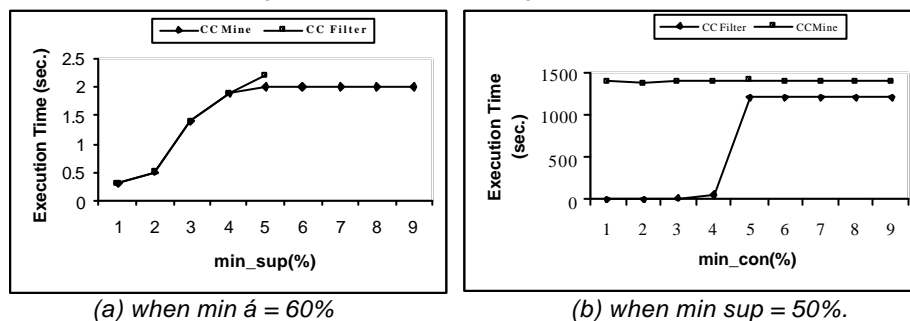 CC Mine CC Filter
Execution Time (sec.)
2.5
2
1.5
1
0.5
0
1 2 3 4 5 6 7 8 9
min_sup(%)
(a) when min á = 60%
CC Filter CCMine
Execution Time
(sec.)
1500
1000
500
0
1 2 3 4 5 6 7 8 9
min_con(%)
(b) when min sup = 50%.